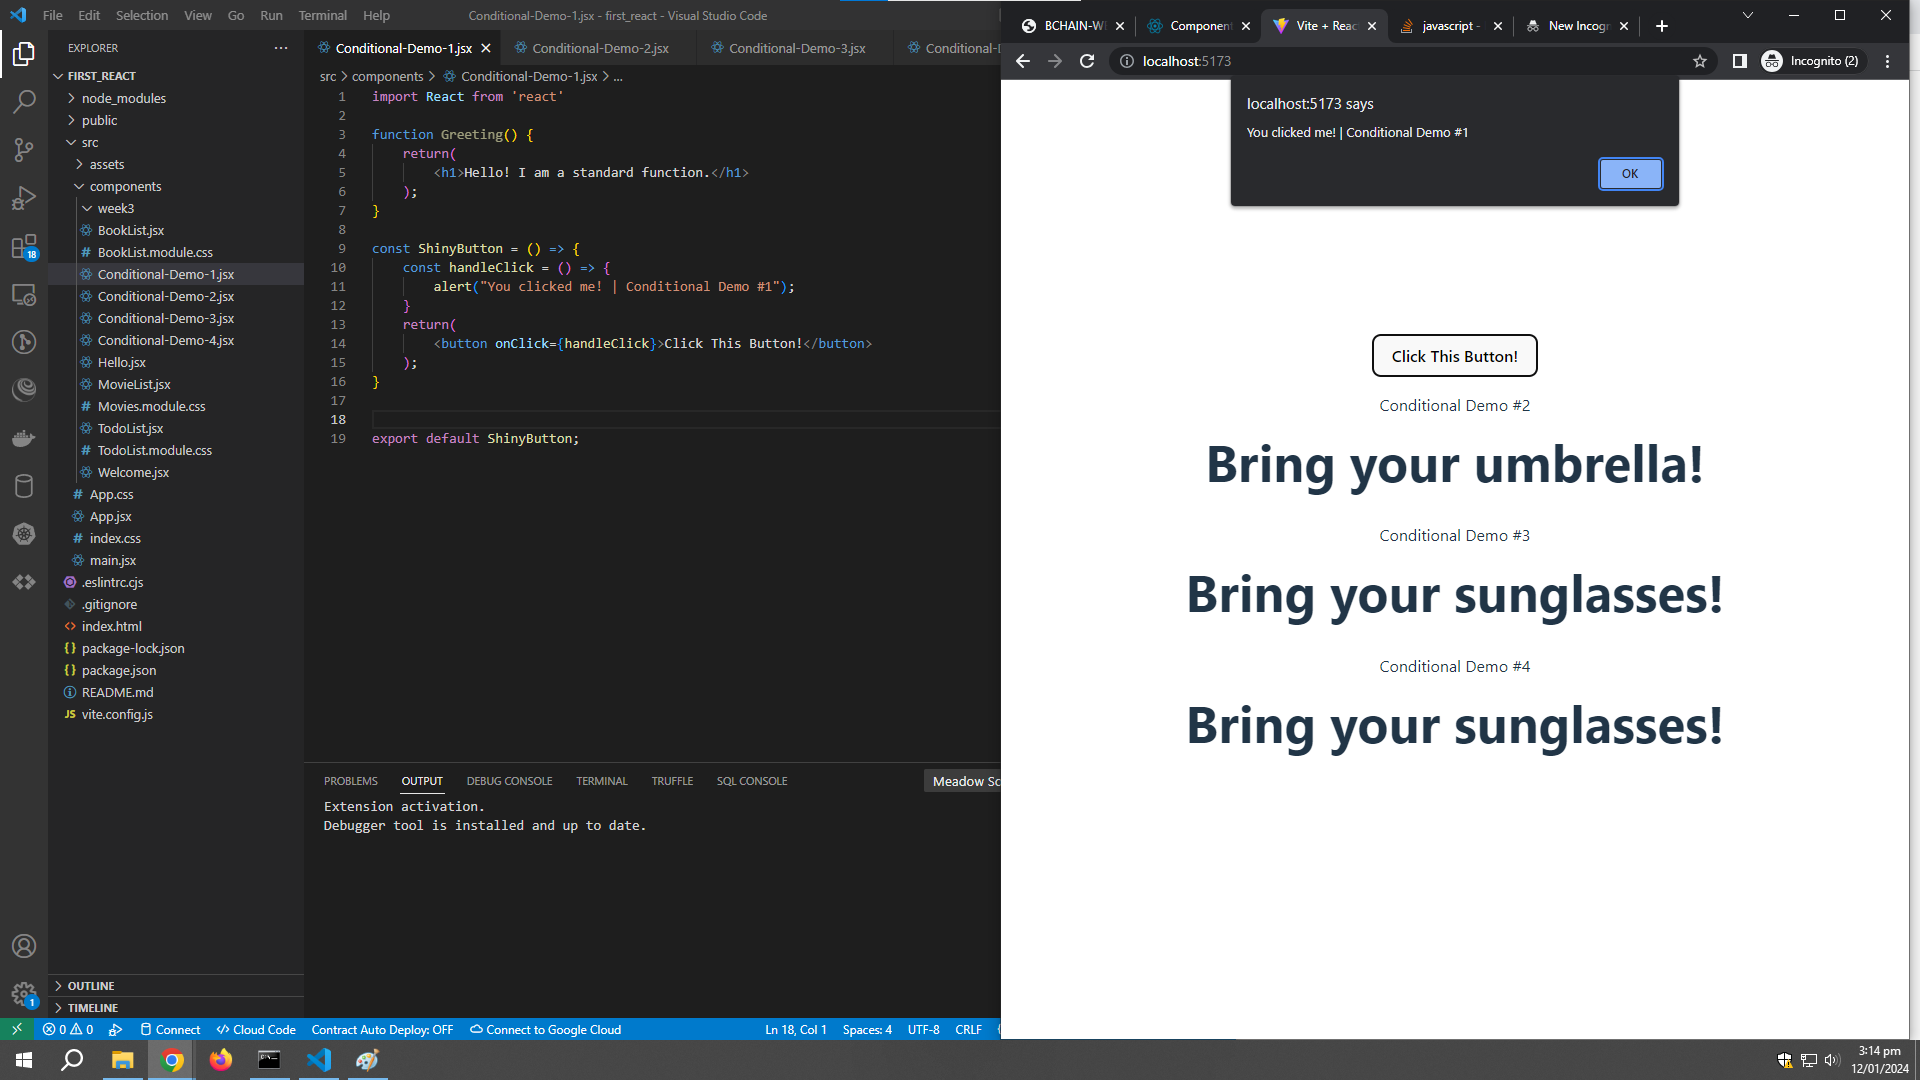 File Edit Selection View Go Run Terminal Help
Conditional-Demo-1.jsx - first_react - Visual Studio Code
EXPLORER
FIRST_REACT
node_modules
public
src
assets
components
week3
BookList.jsx
# BookList.module.css
Conditional-Demo-1.jsx
Conditional-Demo-2.jsx
Conditional-Demo-3.jsx
Conditional-Demo-4.jsx
Hello.jsx
MovieList.jsx
# Movies.module.css
TodoList.jsx
# TodoList.module.css
Welcome.jsx
# App.css
App.jsx
# index.css
main.jsx
.eslintrc.cjs
.gitignore
<> index.html
{} package-lock.json
{} package.json
README.md
JS vite.config.js
OUTLINE
TIMELINE
18
1
Conditional-Demo-1.jsx Conditional-Demo-2.jsx Conditional-Demo-3.jsx Conditional-D
src > components > Conditional-Demo-1.jsx > ...
1 import React from 'react'
2
3 function Greeting() {
4 return(
5 <h1>Hello! I am a standard function.</h1>
6 );
7 }
8
9 const ShinyButton = () => {
10 const handleClick = () => {
11 alert("You clicked me! | Conditional Demo #1");
12 }
13 return(
14 <button onClick={handleClick}>Click This Button!</button>
15 );
16 }
17
18
19 export default ShinyButton;
PROBLEMS OUTPUT DEBUG CONSOLE TERMINAL TRUFFLE SQL CONSOLE
Meadow Sc
Extension activation.
Debugger tool is installed and up to date.
0 0 Connect </> Cloud Code Contract Auto Deploy: OFF Connect to Google Cloud
Ln 18, Col 1 Spaces: 4 UTF-8 CRLF {
BCHAIN-W Component Vite + Reac javascript - New Incogn
localhost:5173
Incognito (2)
localhost:5173 says
You clicked me! | Conditional Demo #1
OK
Click This Button!
Conditional Demo #2
Bring your umbrella!
Conditional Demo #3
Bring your sunglasses!
Conditional Demo #4
Bring your sunglasses!
3:14 pm
12/01/2024